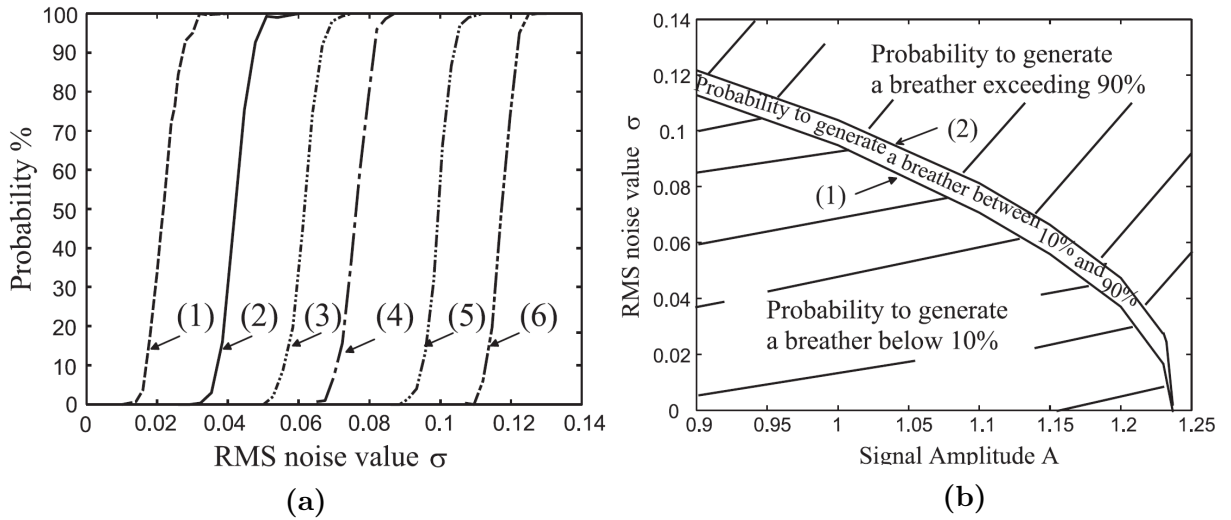 100
90
80
70
60
50
40
30
20
10
0
Probability %
(1) (2) (3) (4) (5) (6)
0 0.02 0.04 0.06 0.08 0.10 0.12 0.14
RMS noise value σ
(a)
0.14
0.12
0.1
0.08
0.06
0.04
0.02
0
RMS noise value σ
Probability to generate
a breather exceeding 90%
Probability to generate a breather between
10% and
90%
(2)
(1)
Probability to generate
a breather below 10%
0.9 0.95 1 1.05 1.1 1.15 1.2 1.25
Signal Amplitude A
(b)